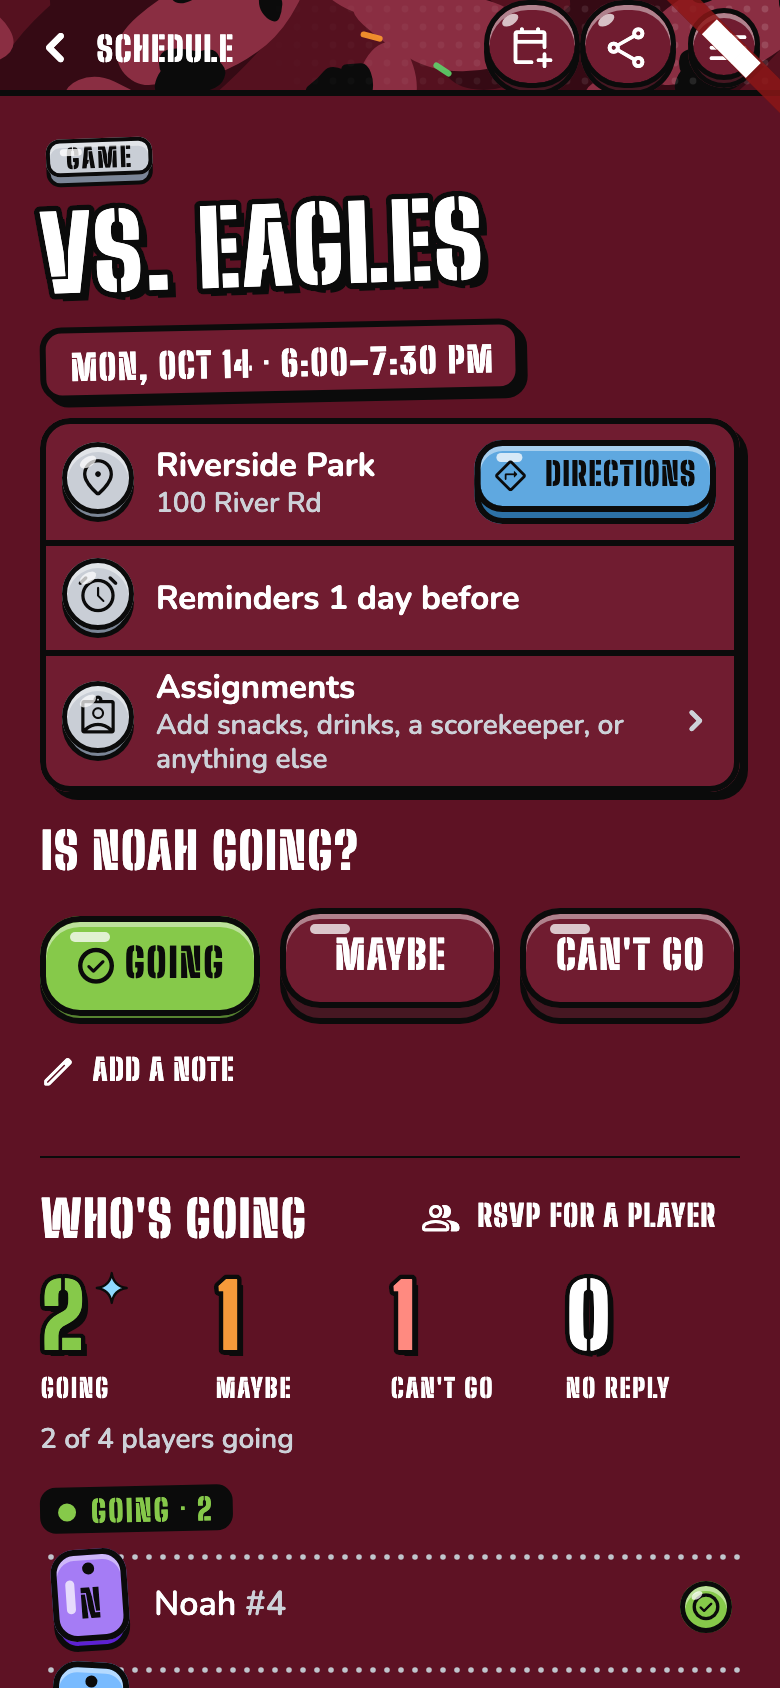 SCHEDULE
GAME
VS. EAGLES
MON, OCT 14 · 6:00–7:30 PM
Riverside Park
100 River Rd
DIRECTIONS
Reminders 1 day before
Assignments
Add snacks, drinks, a scorekeeper, or
anything else
IS NOAH GOING?
GOING
MAYBE
CAN'T GO
ADD A NOTE
WHO'S GOING
RSVP FOR A PLAYER
2
1
1
0
GOING
MAYBE
CAN'T GO
NO REPLY
2 of 4 players going
GOING · 2
N
Noah #4